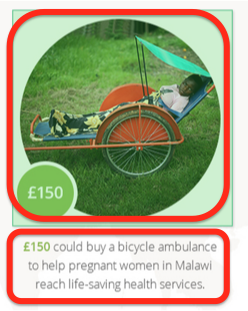 £150
£150 could buy a bicycle ambulance
to help pregnant women in Malawi
reach life-saving health services.